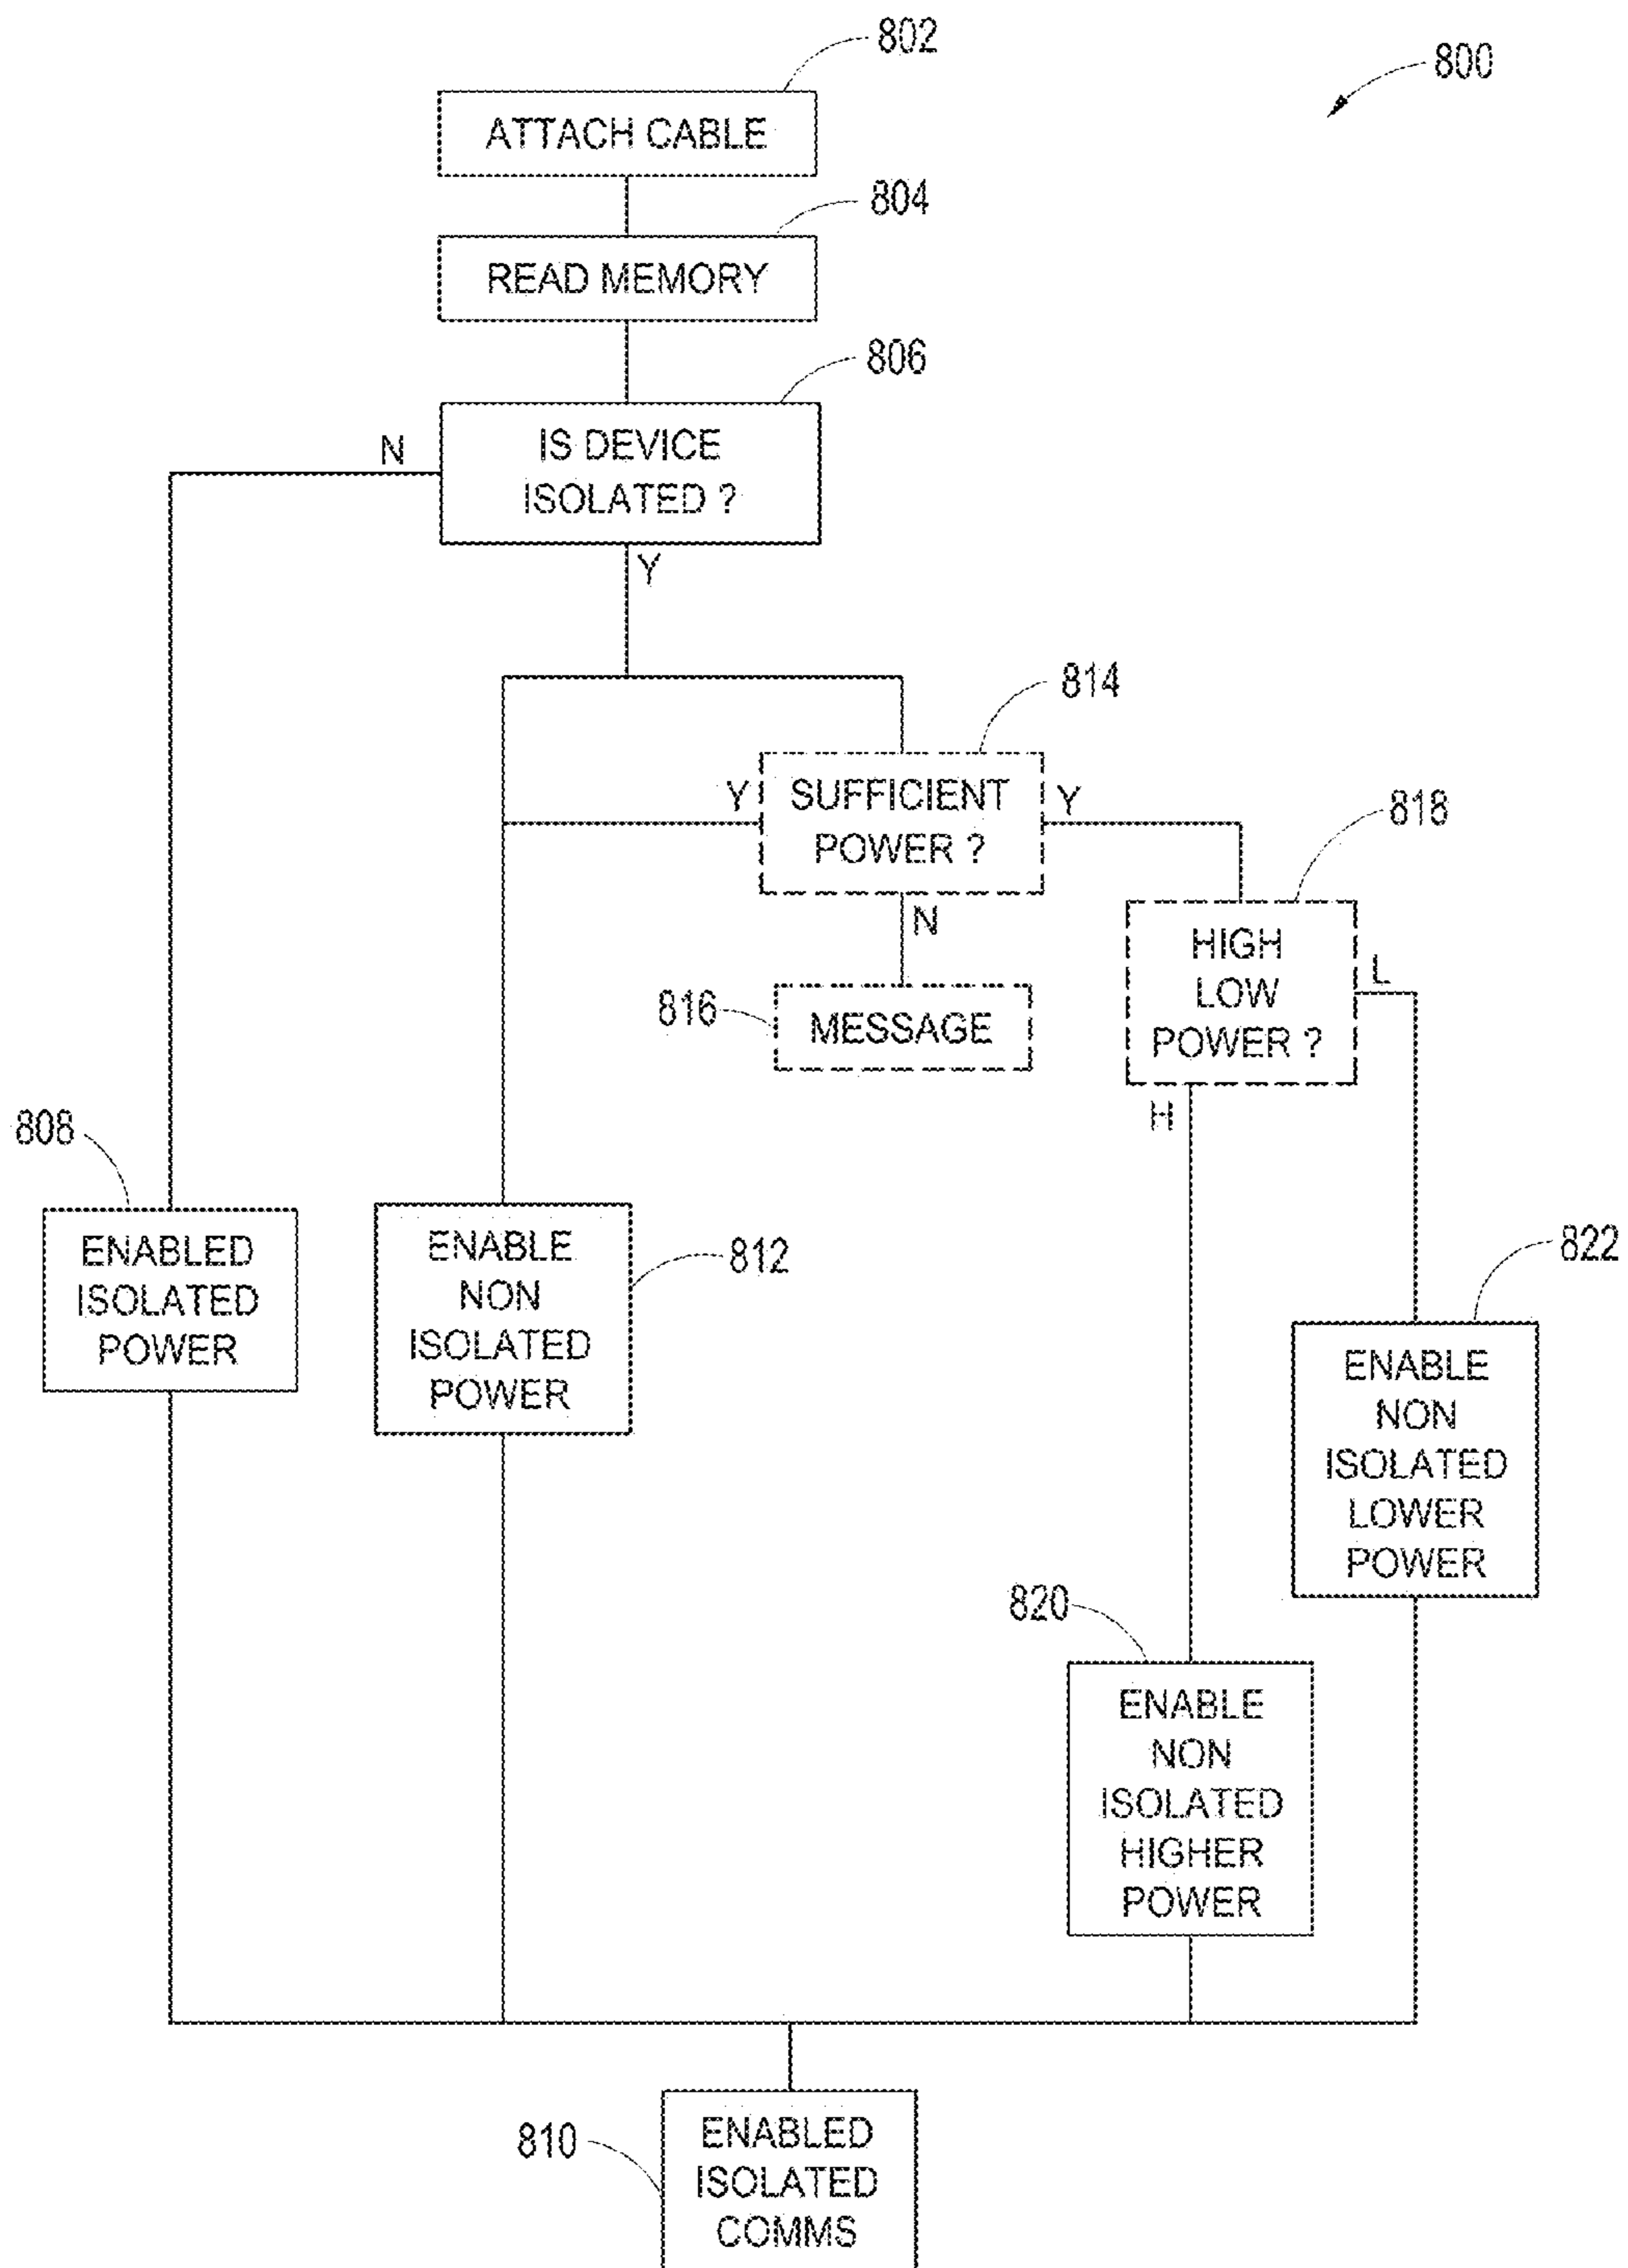 802
800
ATTACH CABLE
804
READ MEMORY
806
N
IS DEVICE
ISOLATED ?
Y
814
Y
SUFFICIENT
POWER ?
Y
818
N
HIGH
LOW
POWER ?
L
816
MESSAGE
H
808
ENABLED
ISOLATED
POWER
ENABLE
NON
ISOLATED
POWER
812
822
ENABLE
NON
ISOLATED
LOWER
POWER
820
ENABLE
NON
ISOLATED
HIGHER
POWER
810
ENABLED
ISOLATED
COMMS